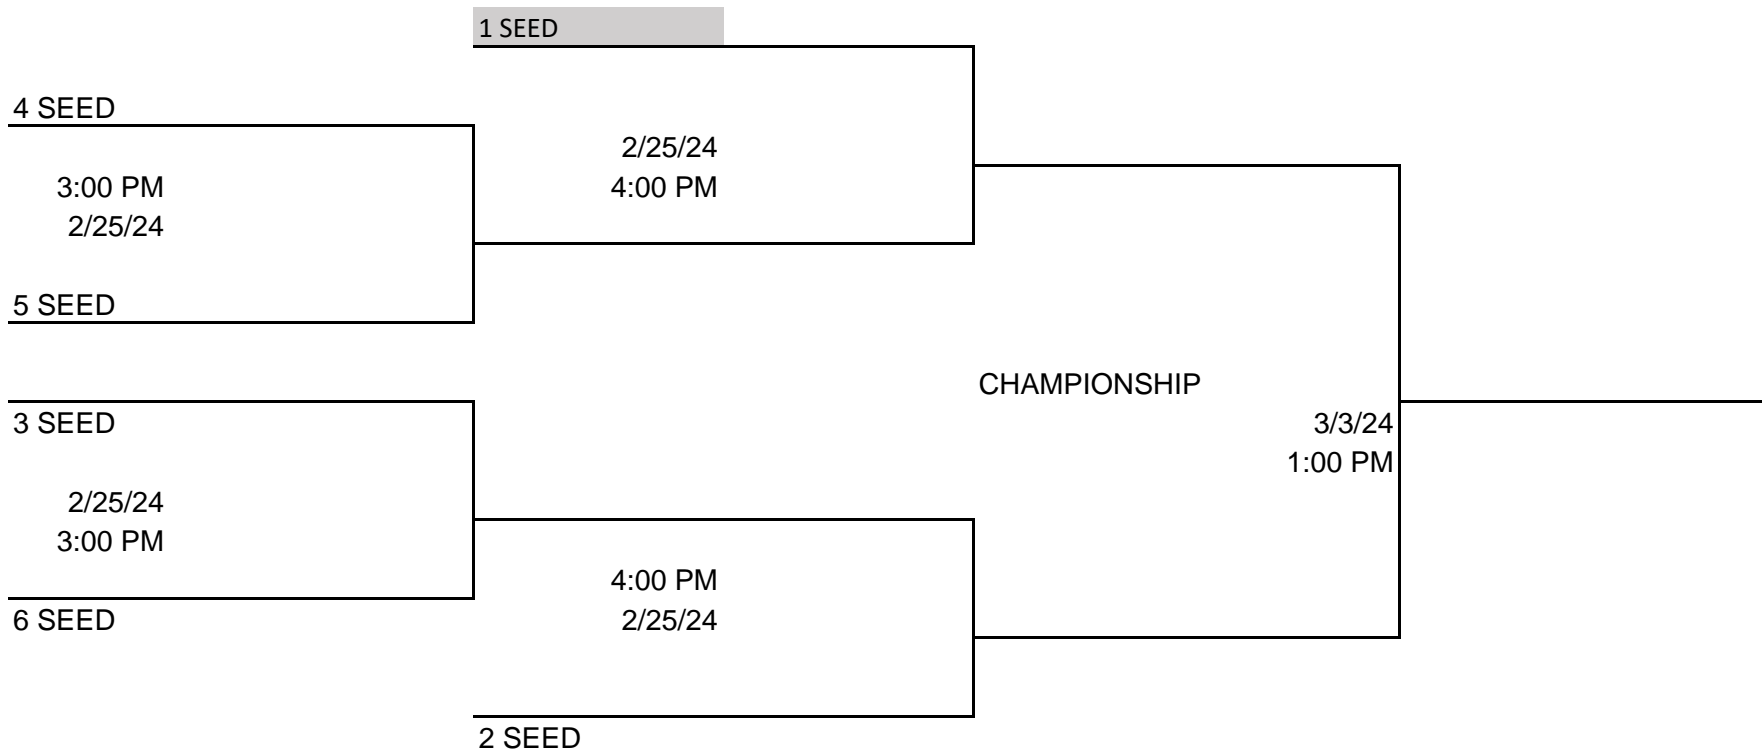 1 SEED
4 SEED
2/25/24
3:00 PM
4:00 PM
2/25/24
5 SEED
CHAMPIONSHIP
3 SEED
3/3/24
1:00 PM
2/25/24
3:00 PM
4:00 PM
6 SEED
2/25/24
2 SEED